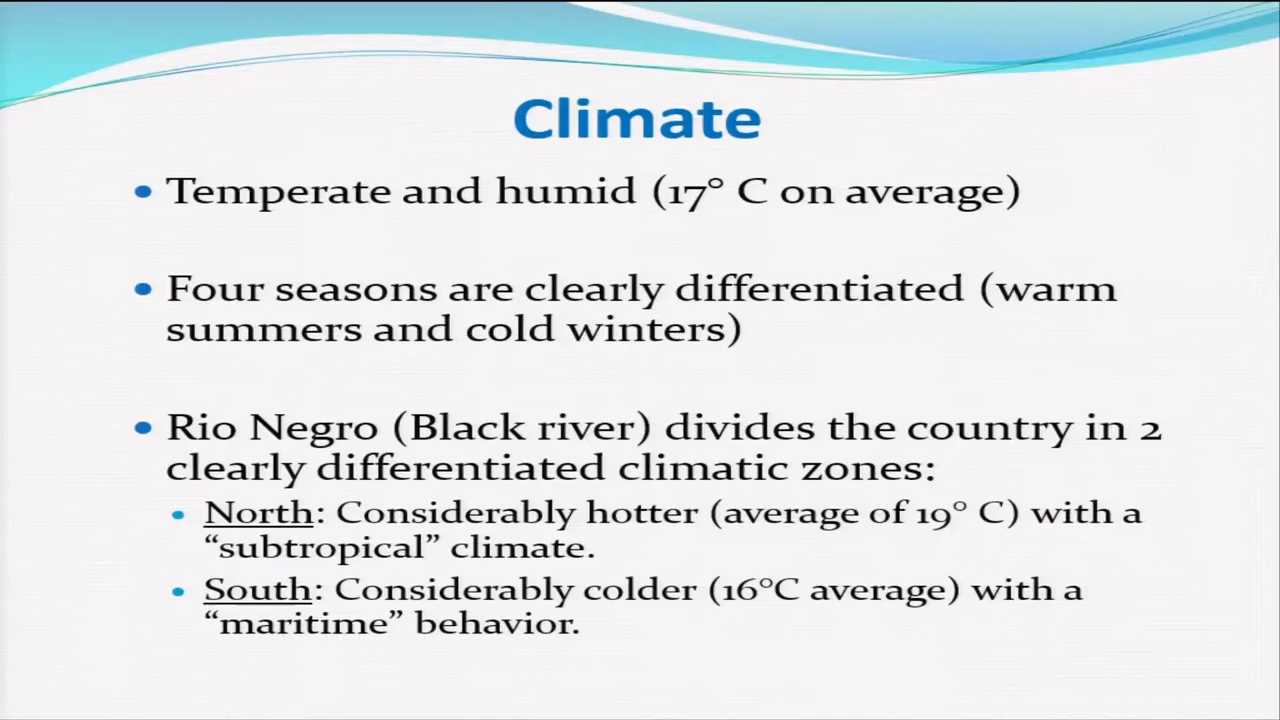 Climate
• Temperate and humid (17° C on average)
• Four seasons are clearly differentiated (warm
summers and cold winters)
• Rio Negro (Black river) divides the country in 2
clearly differentiated climatic zones:
• North: Considerably hotter (average of 19° C) with a
“subtropical” climate.
• South: Considerably colder (16°C average) with a
“maritime” behavior.